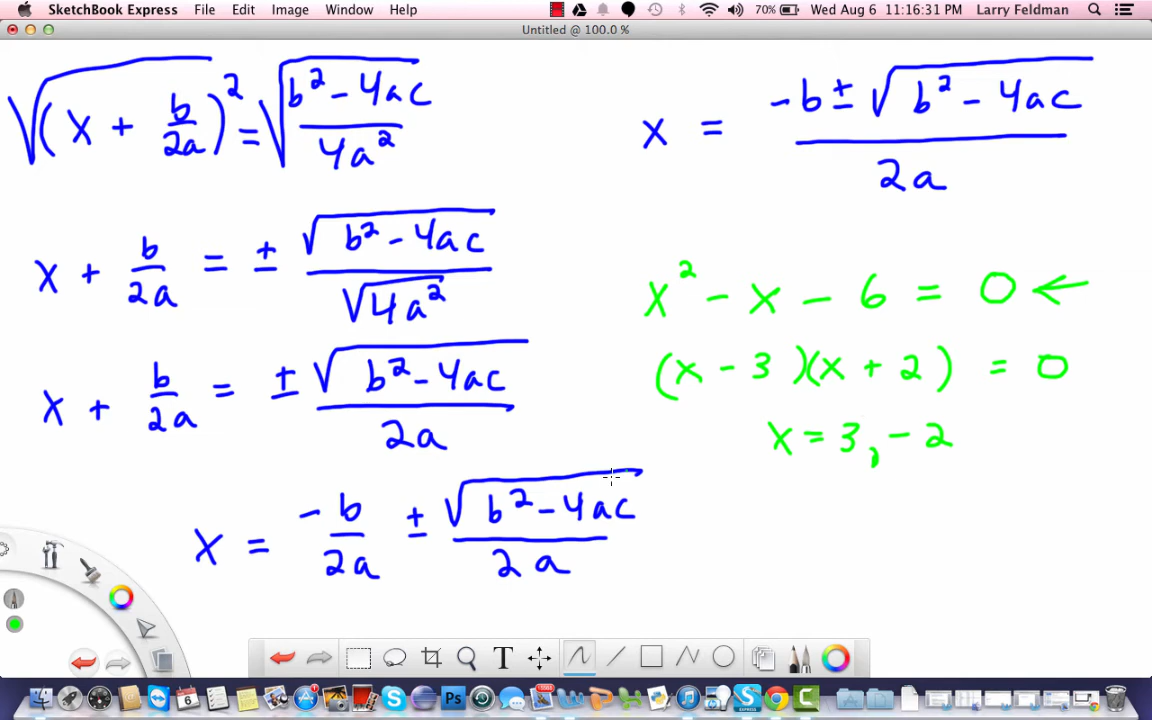 SketchBook Express File Edit Image Window Help 70% Wed Aug 6 11:16:31 PM Larry Feldman
Untitled @ 100.0 %
√(x + b/2a)² = √(b² - 4ac / 4a²)
x + b/2a = ± √(b² - 4ac) / √(4a²)
x + b/2a = ± √(b² - 4ac) / 2a
x = -b/2a ± √(b² - 4ac) / 2a
x = (-b ± √(b² - 4ac)) / 2a
x² - x - 6 = 0 ←
(x - 3)(x + 2) = 0
x = 3, -2
T